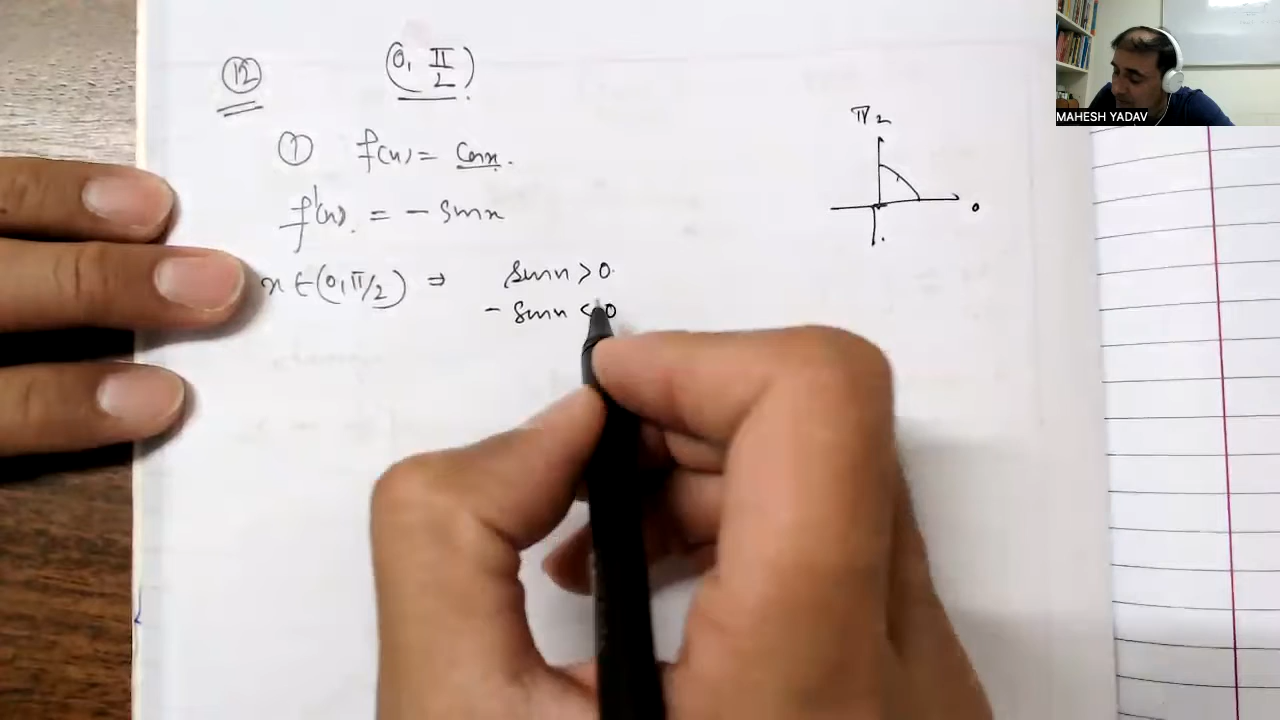 12
(0, π/2)
① f(x) = cosx.
f'(x). = - sinx
x ∈ (0, π/2) ⇒ sinx > 0.
- sinx < 0
π/2
0
MAHESH YADAV